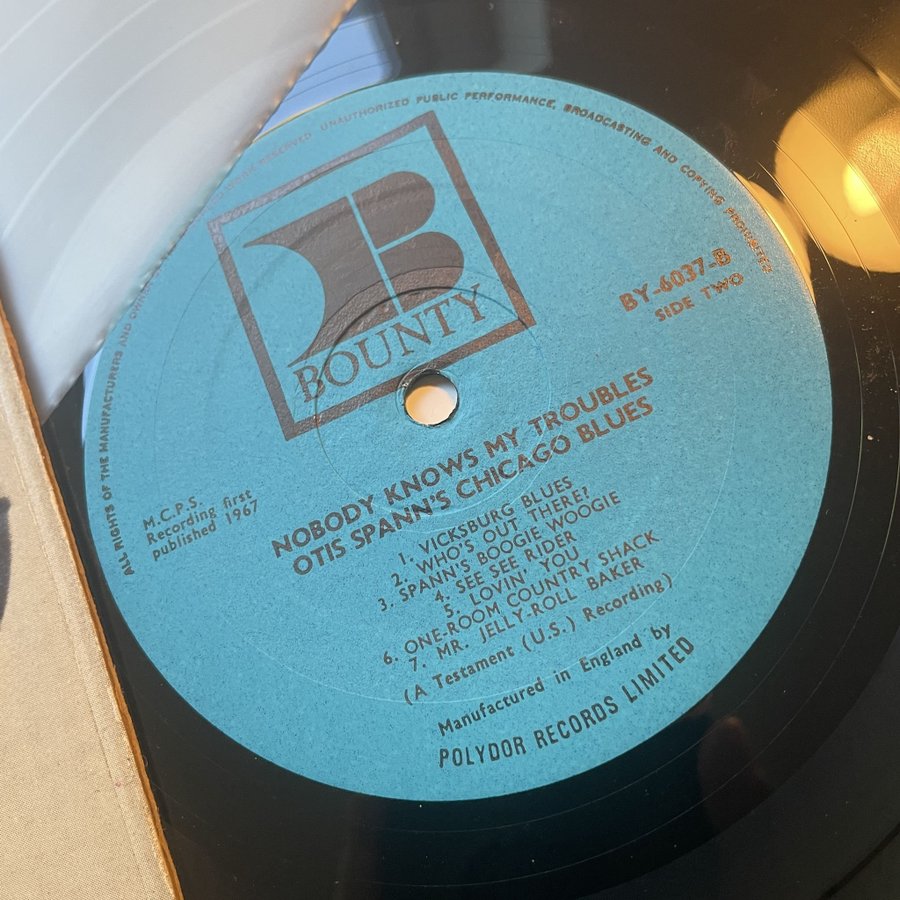 ALL RIGHTS OF THE MANUFACTURERS AND
RESERVED UNAUTHORIZED PUBLIC PERFORMANCE, BROADCASTING AND COPYING PROHIBITED
B
BOUNTY
BY-6037-B
SIDE TWO
M.C.P.S.
Recording first
published 1967
NOBODY KNOWS MY TROUBLES
OTIS SPANN'S CHICAGO BLUES
1. VICKSBURG BLUES
2. WHO'S OUT THERE?
3. SPANN'S BOOGIE WOOGIE
4. SEE SEE RIDER
5. LOVIN' YOU
6. ONE-ROOM COUNTRY SHACK
7. MR. JELLY-ROLL BAKER
(A Testament (U.S.) Recording)
Manufactured in England by
POLYDOR RECORDS LIMITED